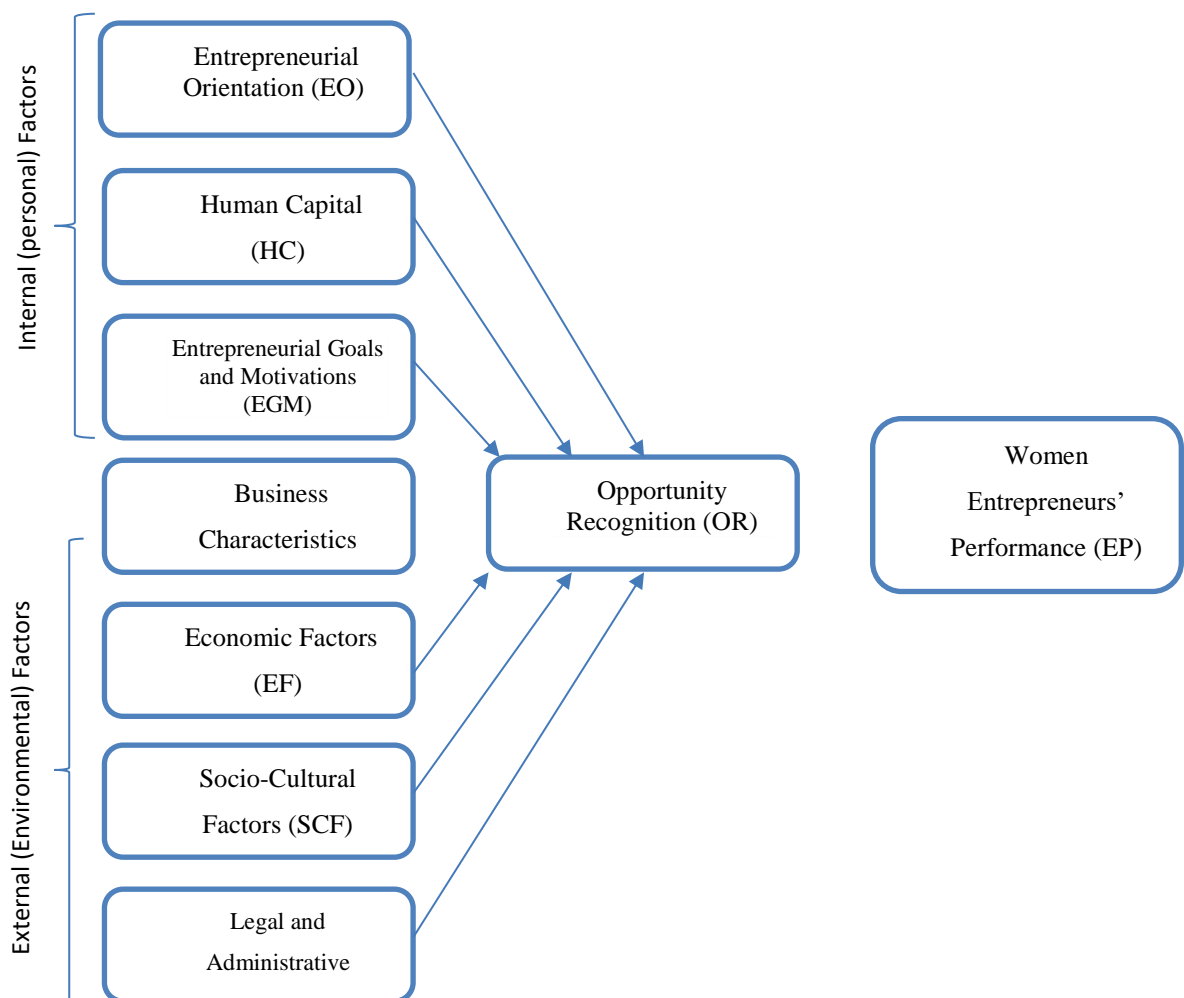 Internal (personal) Factors
Entrepreneurial
Orientation (EO)
Human Capital
(HC)
Entrepreneurial Goals
and Motivations
(EGM)
Business
Characteristics
Opportunity
Recognition (OR)
Women
Entrepreneurs’
Performance (EP)
External (Environmental) Factors
Economic Factors
(EF)
Socio-Cultural
Factors (SCF)
Legal and
Administrative